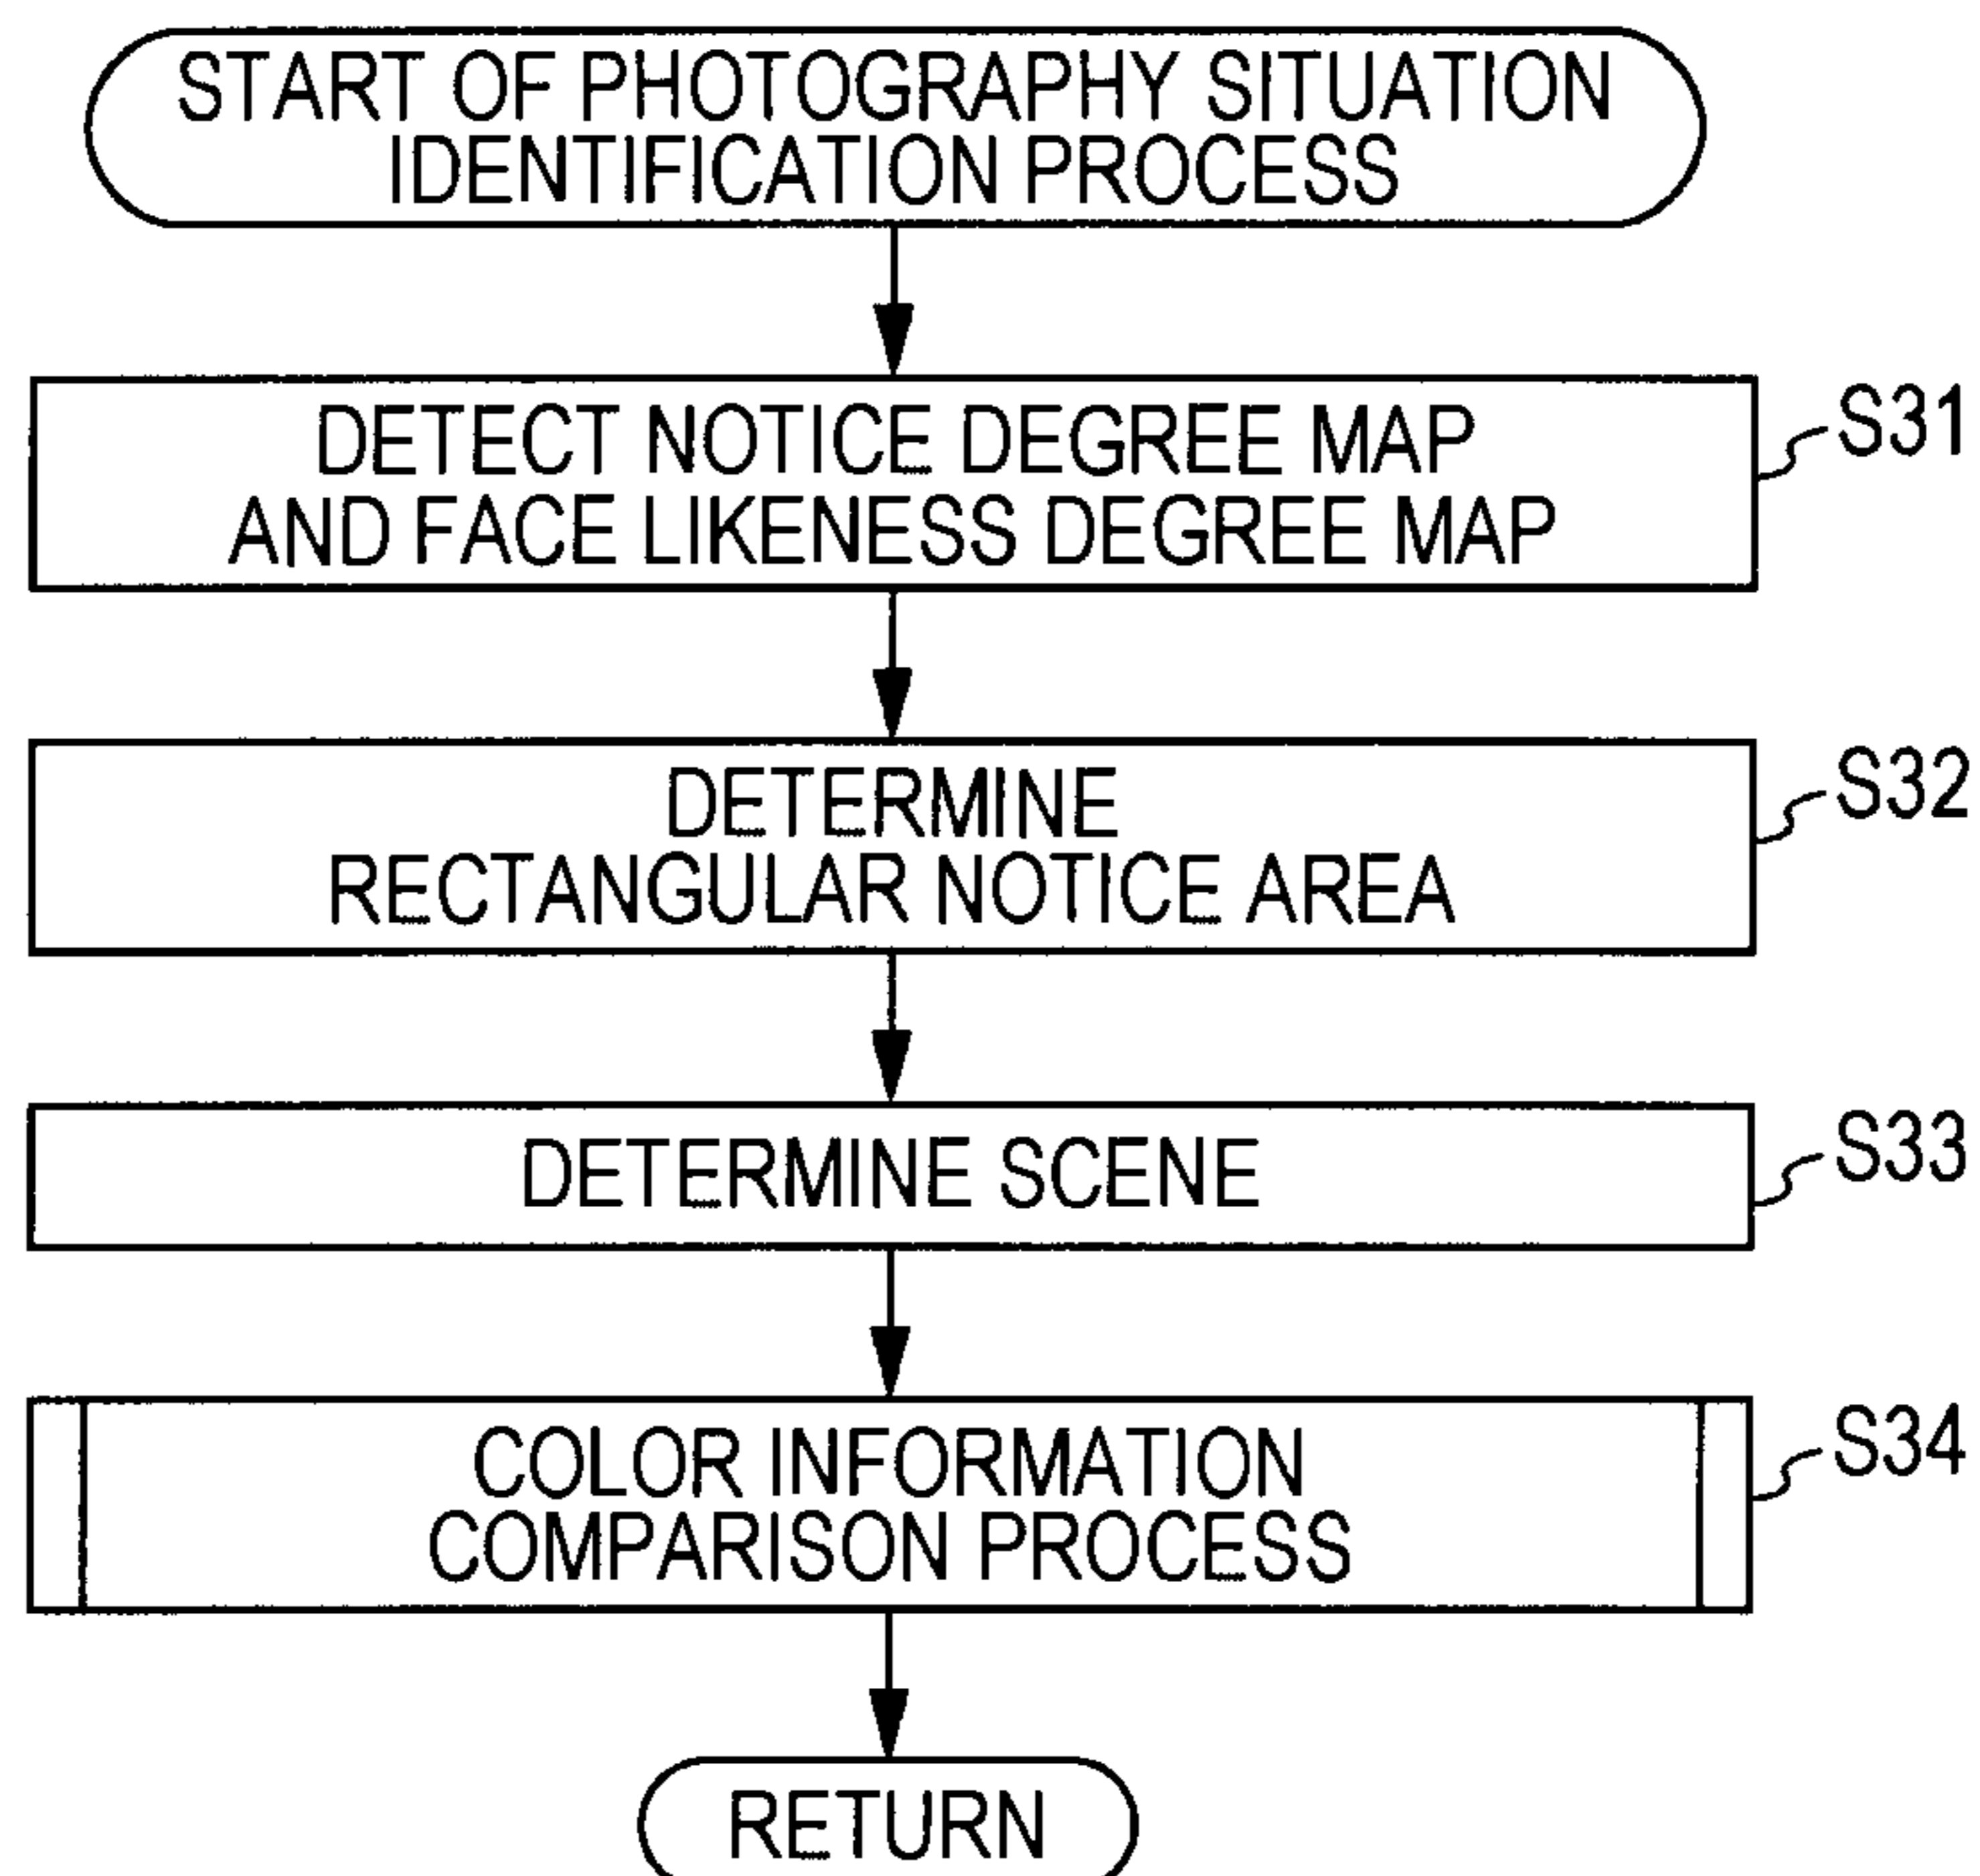 START OF PHOTOGRAPHY SITUATION
IDENTIFICATION PROCESS
DETECT NOTICE DEGREE MAP
AND FACE LIKENESS DEGREE MAP
S31
DETERMINE
RECTANGULAR NOTICE AREA
S32
DETERMINE SCENE
S33
COLOR INFORMATION
COMPARISON PROCESS
S34
RETURN